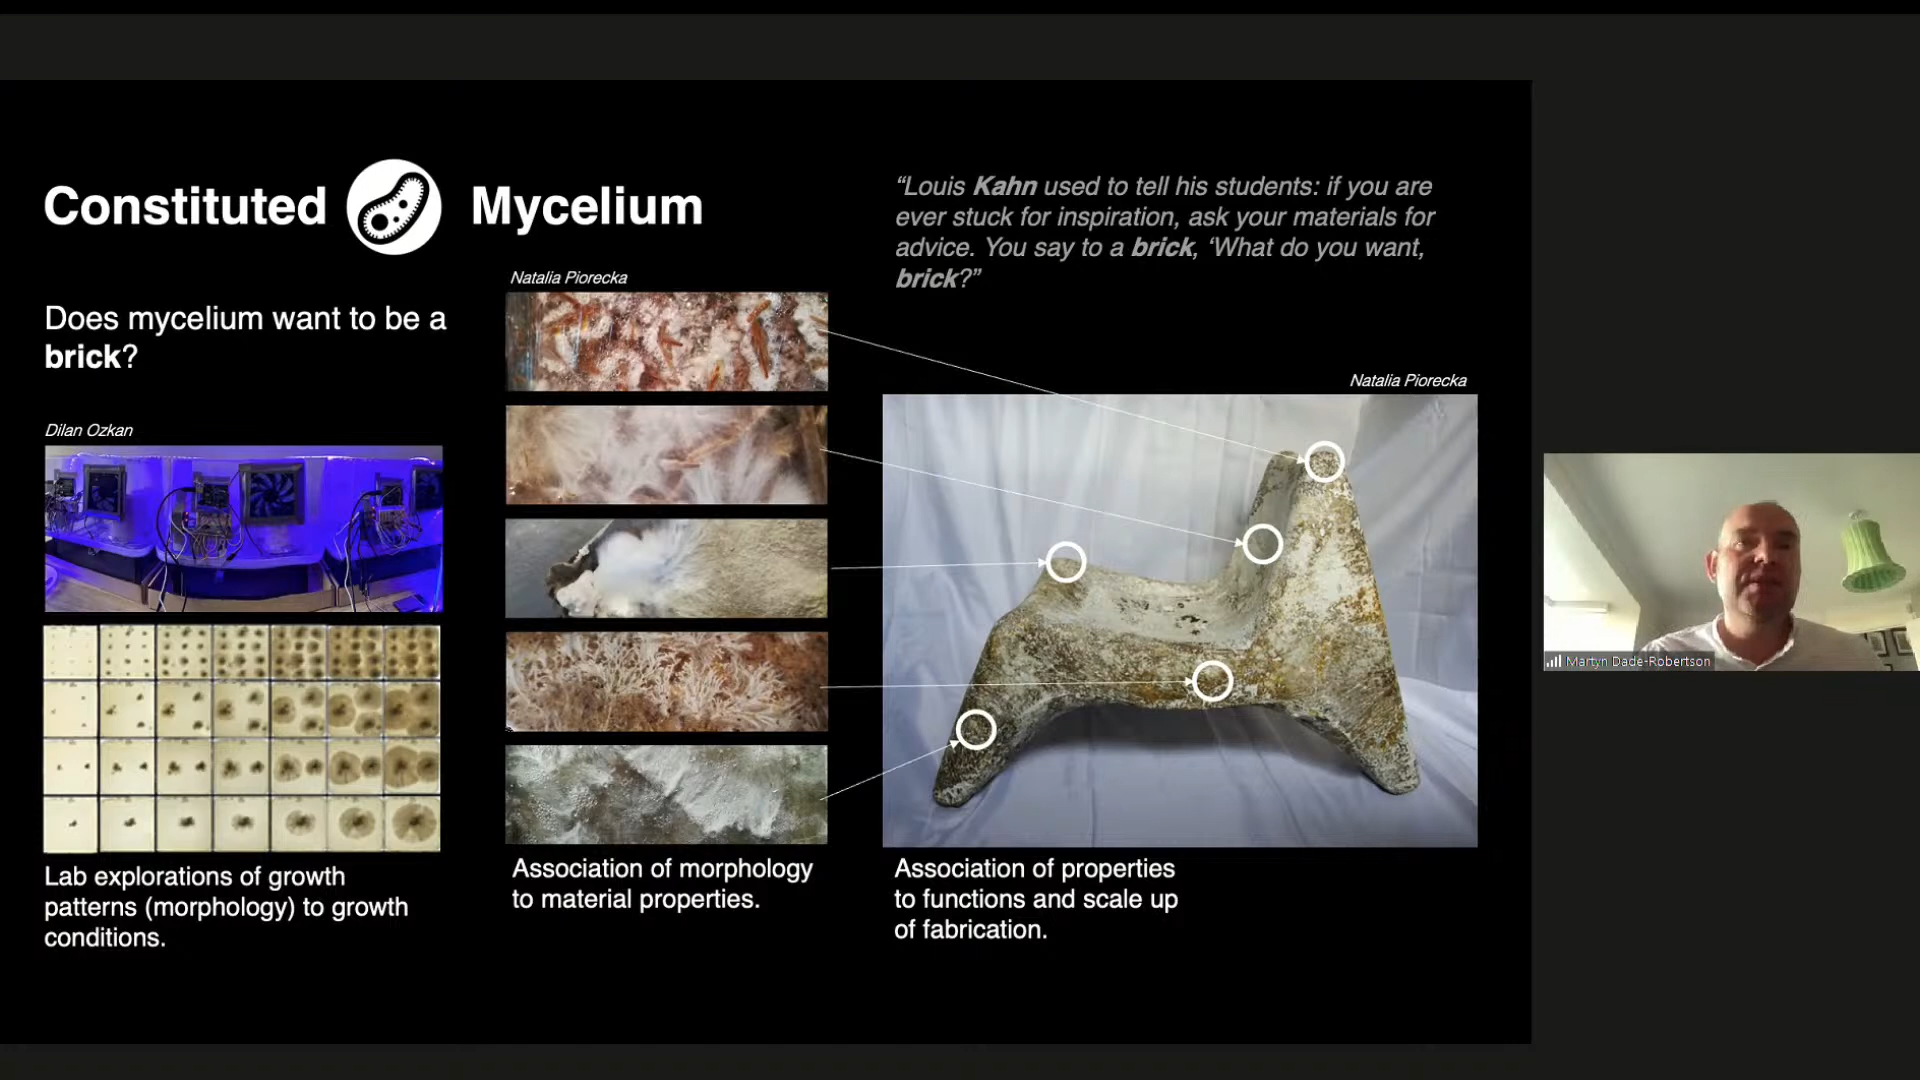 Constituted Mycelium
"Louis Kahn used to tell his students: if you are
ever stuck for inspiration, ask your materials for
advice. You say to a brick, 'What do you want,
brick?"
Does mycelium want to be a
brick?
Dilan Ozkan
Lab explorations of growth
patterns (morphology) to growth
conditions.
Natalia Piorecka
Association of morphology
to material properties.
Natalia Piorecka
Association of properties
to functions and scale up
of fabrication.
Martyn Dade-Robertson